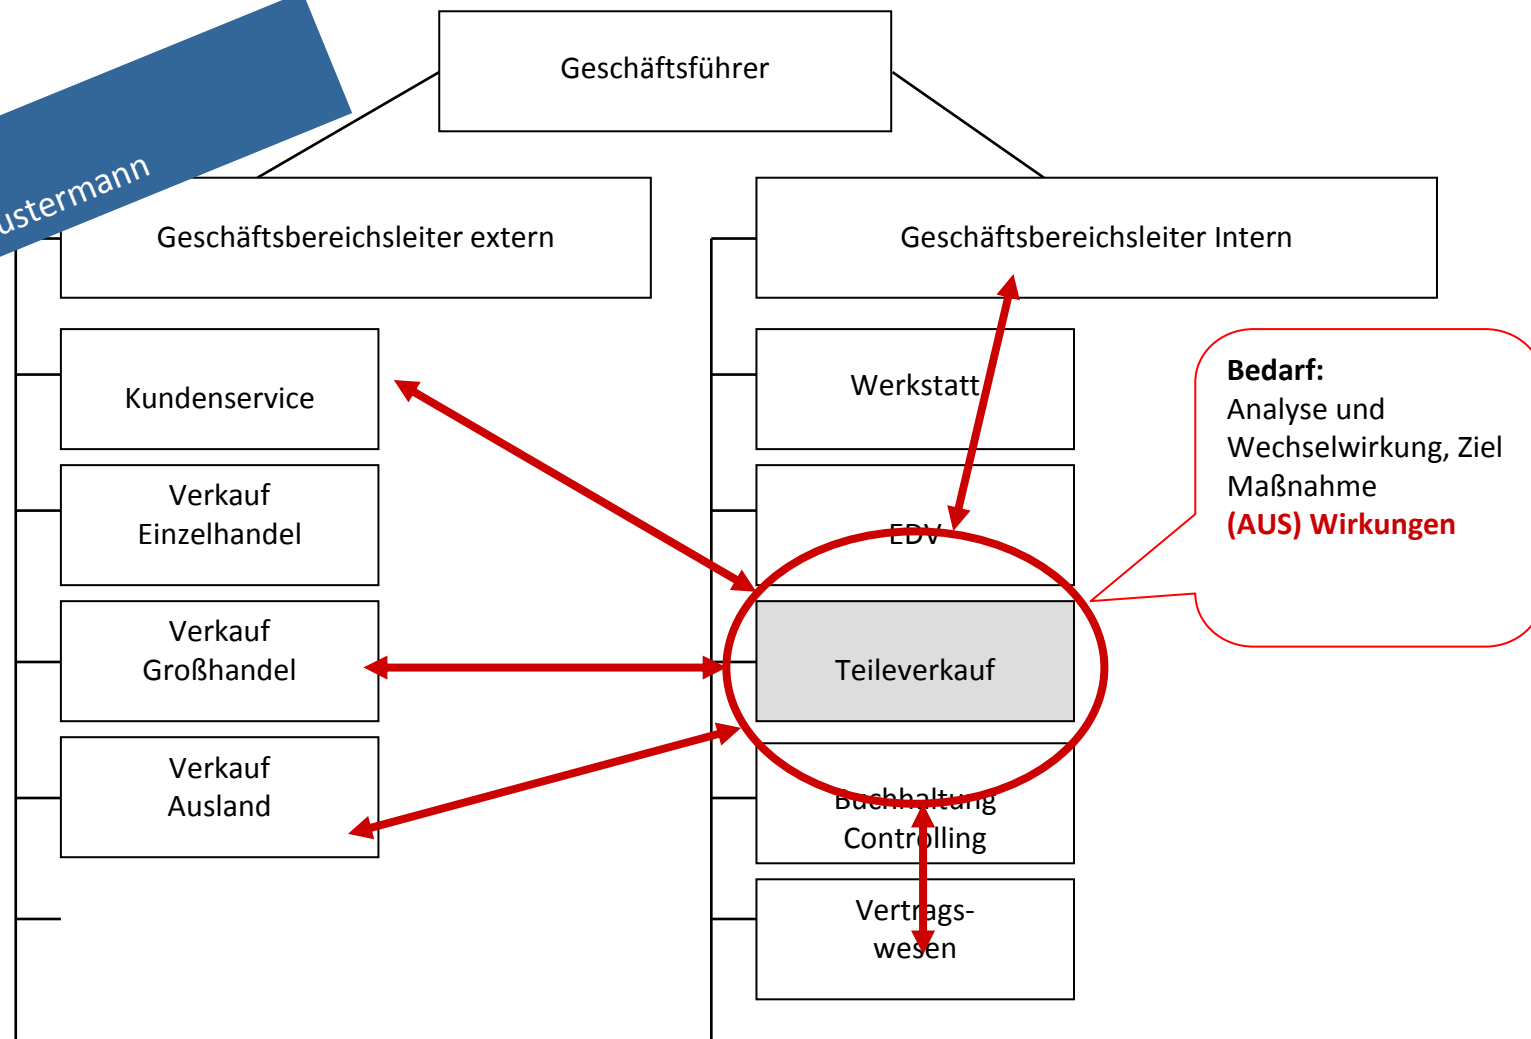 Geschäftsführer
Geschäftsbereichsleiter extern
Geschäftsbereichsleiter Intern
Kundenservice
Verkauf
Einzelhandel
Verkauf
Großhandel
Verkauf
Ausland
Werkstatt
EDV
Teileverkauf
Buchhaltung
Controlling
Vertrags-
wesen
Bedarf:
Analyse und
Wechselwirkung, Ziel
Maßnahme
(AUS) Wirkungen